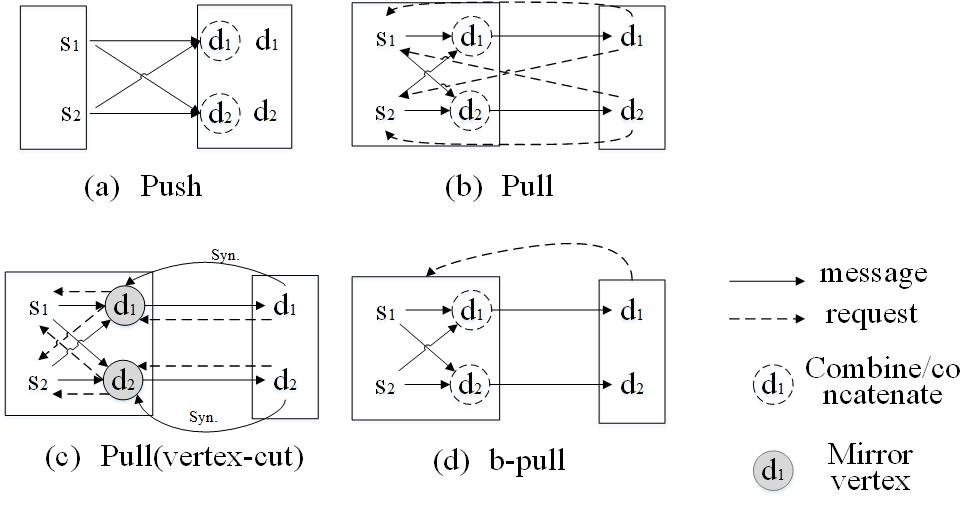 s1 d1 d1
s2 d2 d2
(a) Push
s1 d1 d1
s2 d2 d2
(b) Pull
Syn.
s1 d1 d1
s2 d2 d2
Syn.
(c) Pull(vertex-cut)
s1 d1 d1
s2 d2 d2
(d) b-pull
message
request
d1 Combine/co
ncatenate
d1 Mirror
vertex